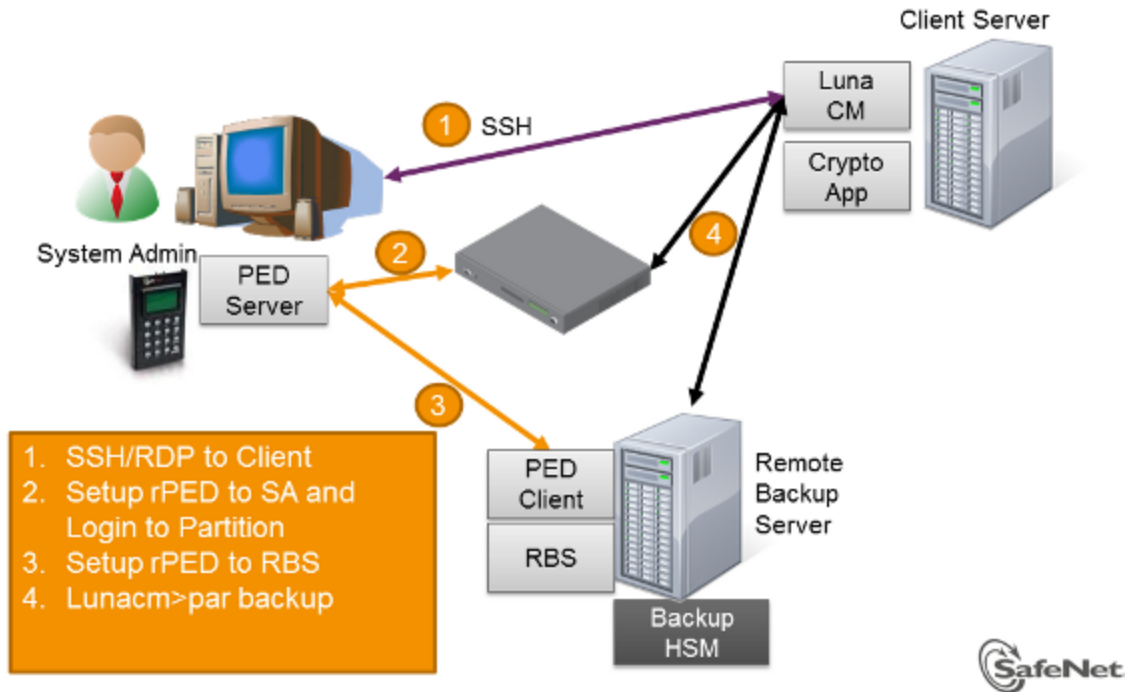 Client Server
Luna
CM
Crypto
App
1
SSH
System Admin
PED
Server
2
4
3
1. SSH/RDP to Client
2. Setup rPED to SA and
Login to Partition
3. Setup rPED to RBS
4. Lunacm>par backup
PED
Client
RBS
Remote
Backup
Server
Backup
HSM
SafeNet.